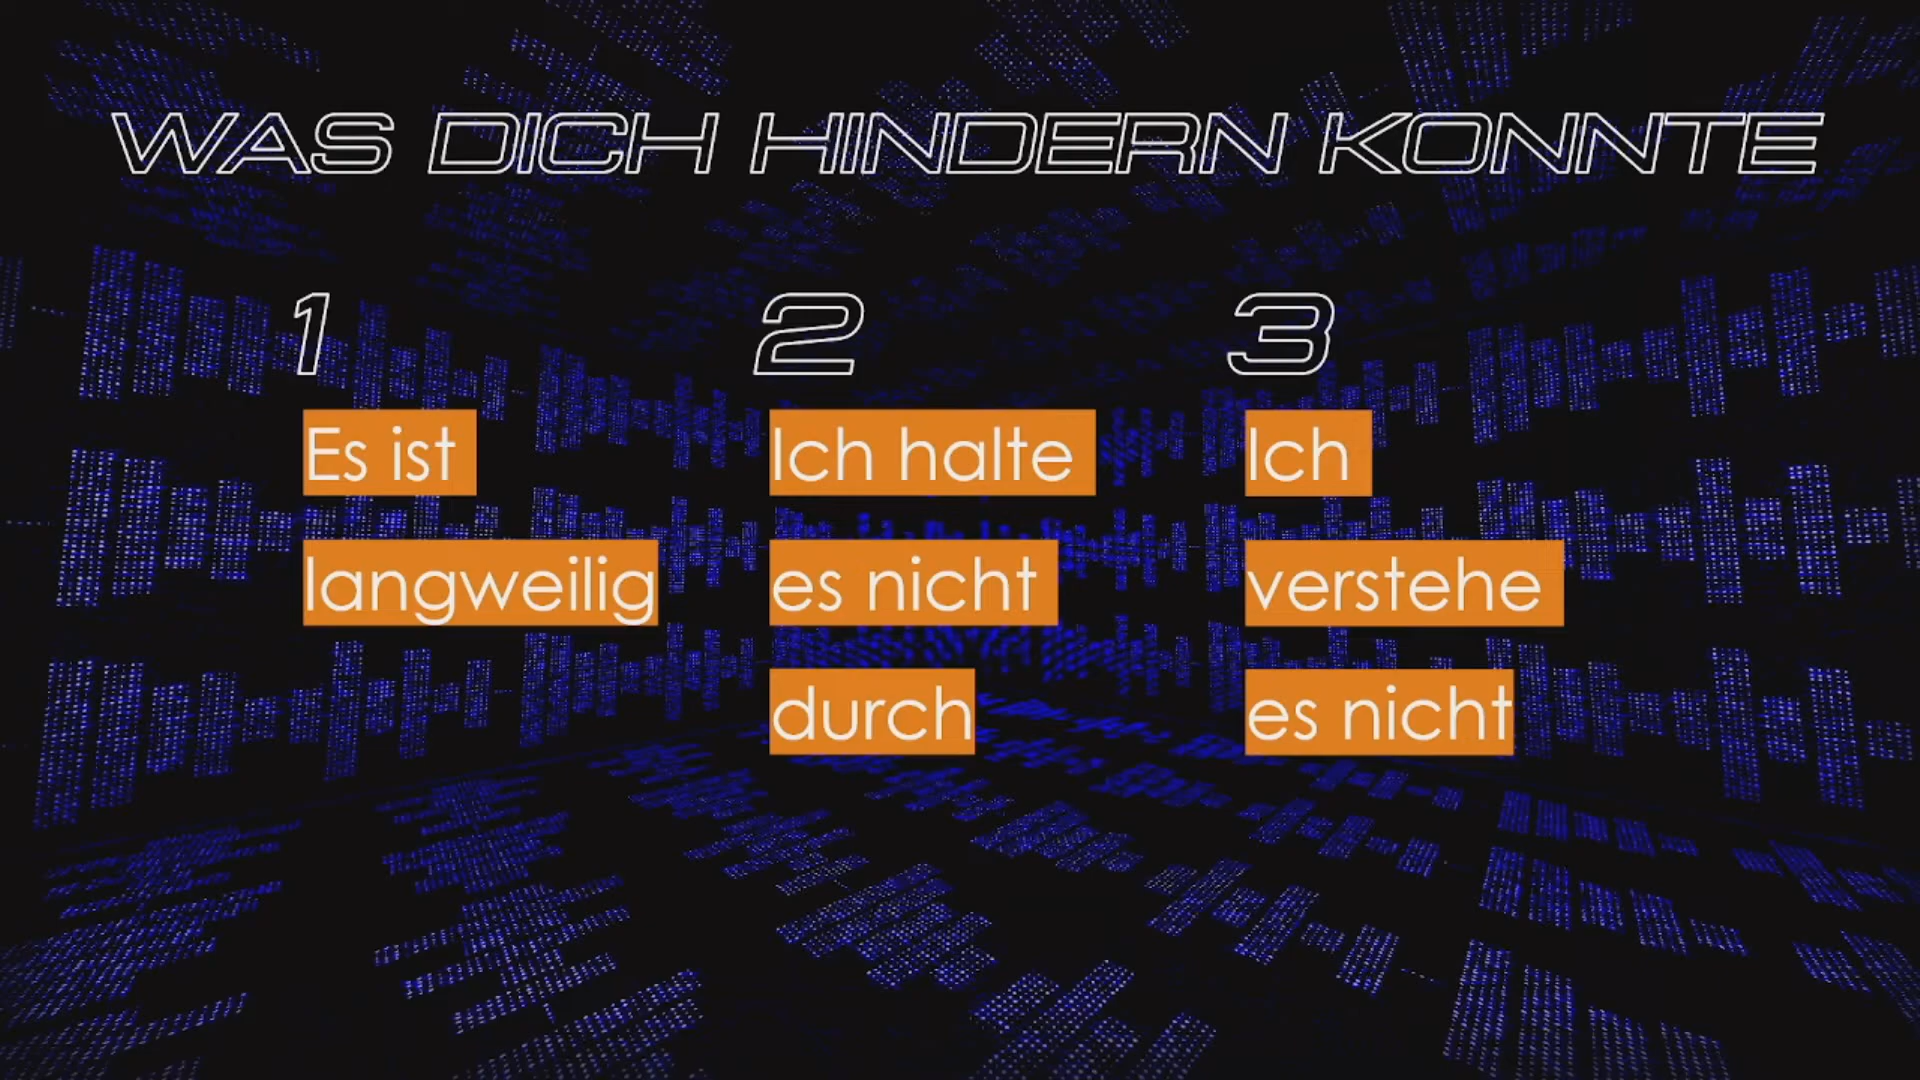 WAS DICH HINDERN KONNTE
1
Es ist
langweilig
2
Ich halte
es nicht
durch
3
Ich
verstehe
es nicht